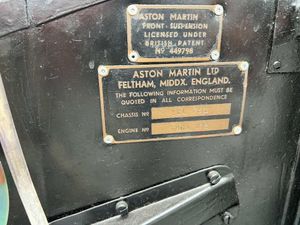 ASTON MARTIN
FRONT SUSPENSION
LICENSED UNDER
BRITISH PATENT
No 449796
ASTON MARTIN LTD
FELTHAM, MIDDX. ENGLAND.
THE FOLLOWING INFORMATION MUST BE
QUOTED IN ALL CORRESPONDENCE
CHASSIS No
ENGINE No